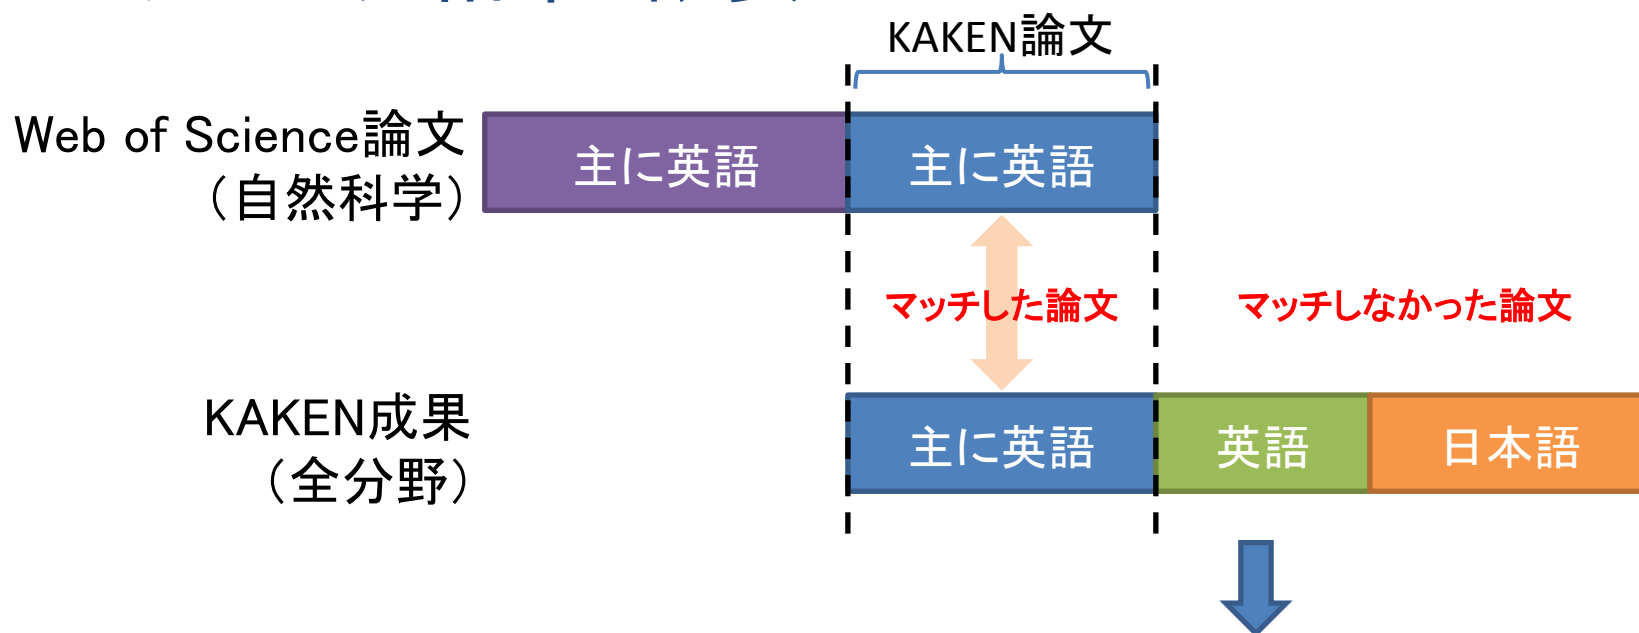 KAKEN論文
Web of Science論文
（自然科学）
主に英語
主に英語
マッチした論文
マッチしなかった論文
KAKEN成果
（全分野）
主に英語
英語
日本語